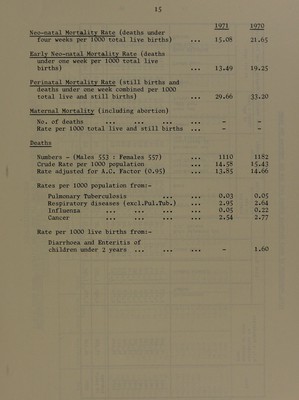 15
1971 1970
Neo-natal Mortality Rate (deaths under
four weeks per 1000 total live births) ... 15.08 21.85
Early Neo-natal Mortality Rate (deaths
under one week per 1000 total live
births) ... 13.49 19.25
Perinatal Mortality Rate (still births and
deaths under one week combined per 1000
total live and still births) ... 29.66 33.20
Maternal Mortality (including abortion)
No. of deaths ... ... ... ... - -
Rate per 1000 total live and still births ... - -
Deaths
Numbers - (Males 553 : Females 557) ... 1110 1182
Crude Rate per 1000 population ... 14.58 15.43
Rate adjusted for A.C. Factor (0.95) ... 13.85 14.66
Rates per 1000 population from:-
Pulmonary Tuberculosis ... ... 0.03 0.05
Respiratory diseases (excl.Pul.Tub.) ... 2.95 2.64
Influenza ... ... ... ... 0.05 0.22
Cancer ... ... ... ... 2.54 2.77
Rate per 1000 live births from:-
Diarrhoea and Enteritis of
children under 2 years ... ... ... - 1.60